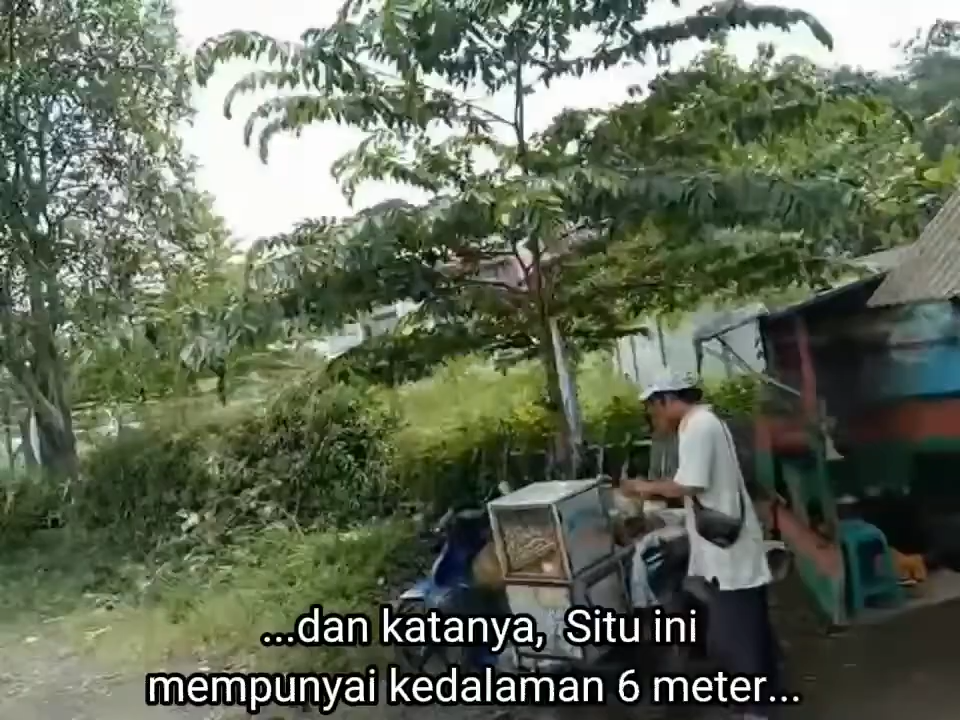 ...dan katanya, Situ ini
mempunyai kedalaman 6 meter...